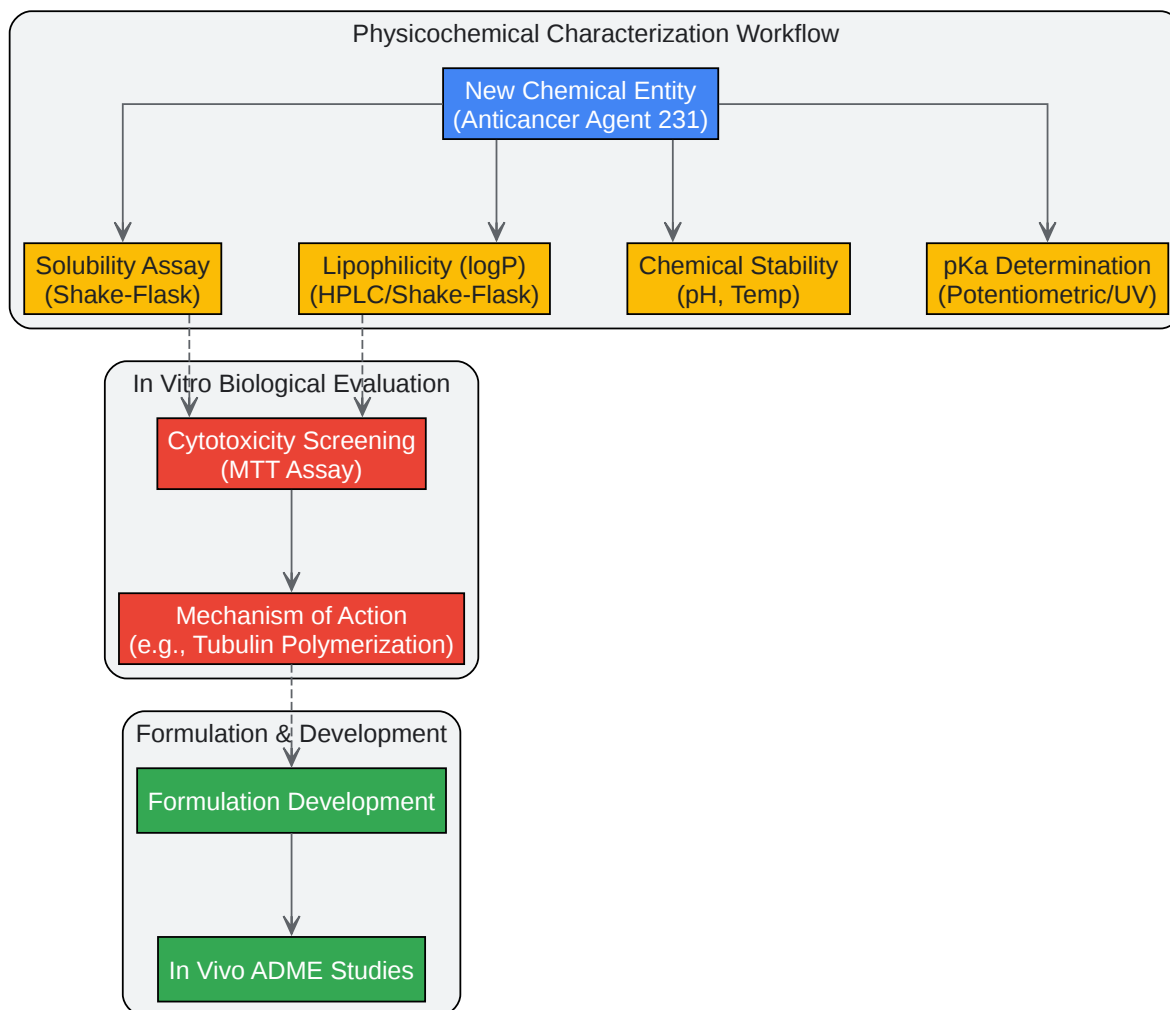 Physicochemical Characterization Workflow
New Chemical Entity
(Anticancer Agent 231)
Solubility Assay
(Shake-Flask)
Lipophilicity (logP)
(HPLC/Shake-Flask)
Chemical Stability
(pH, Temp)
pKa Determination
(Potentiometric/UV)
In Vitro Biological Evaluation
Cytotoxicity Screening
(MTT Assay)
Mechanism of Action
(e.g., Tubulin Polymerization)
Formulation & Development
Formulation Development
In Vivo ADME Studies